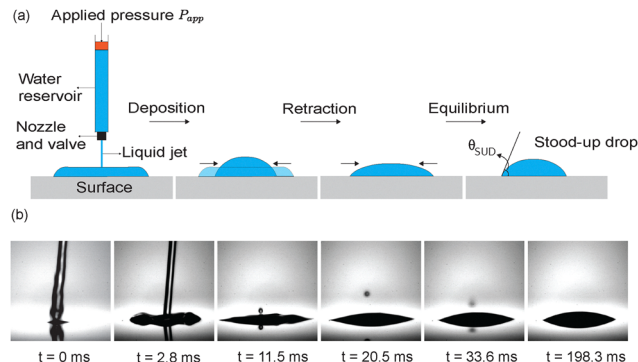 (a)
Applied pressure P_app
Water
reservoir
Nozzle
and valve
Liquid jet
Surface
Deposition
Retraction
Equilibrium
θ_SUD
Stood-up drop
(b)
t = 0 ms
t = 2.8 ms
t = 11.5 ms
t = 20.5 ms
t = 33.6 ms
t = 198.3 ms